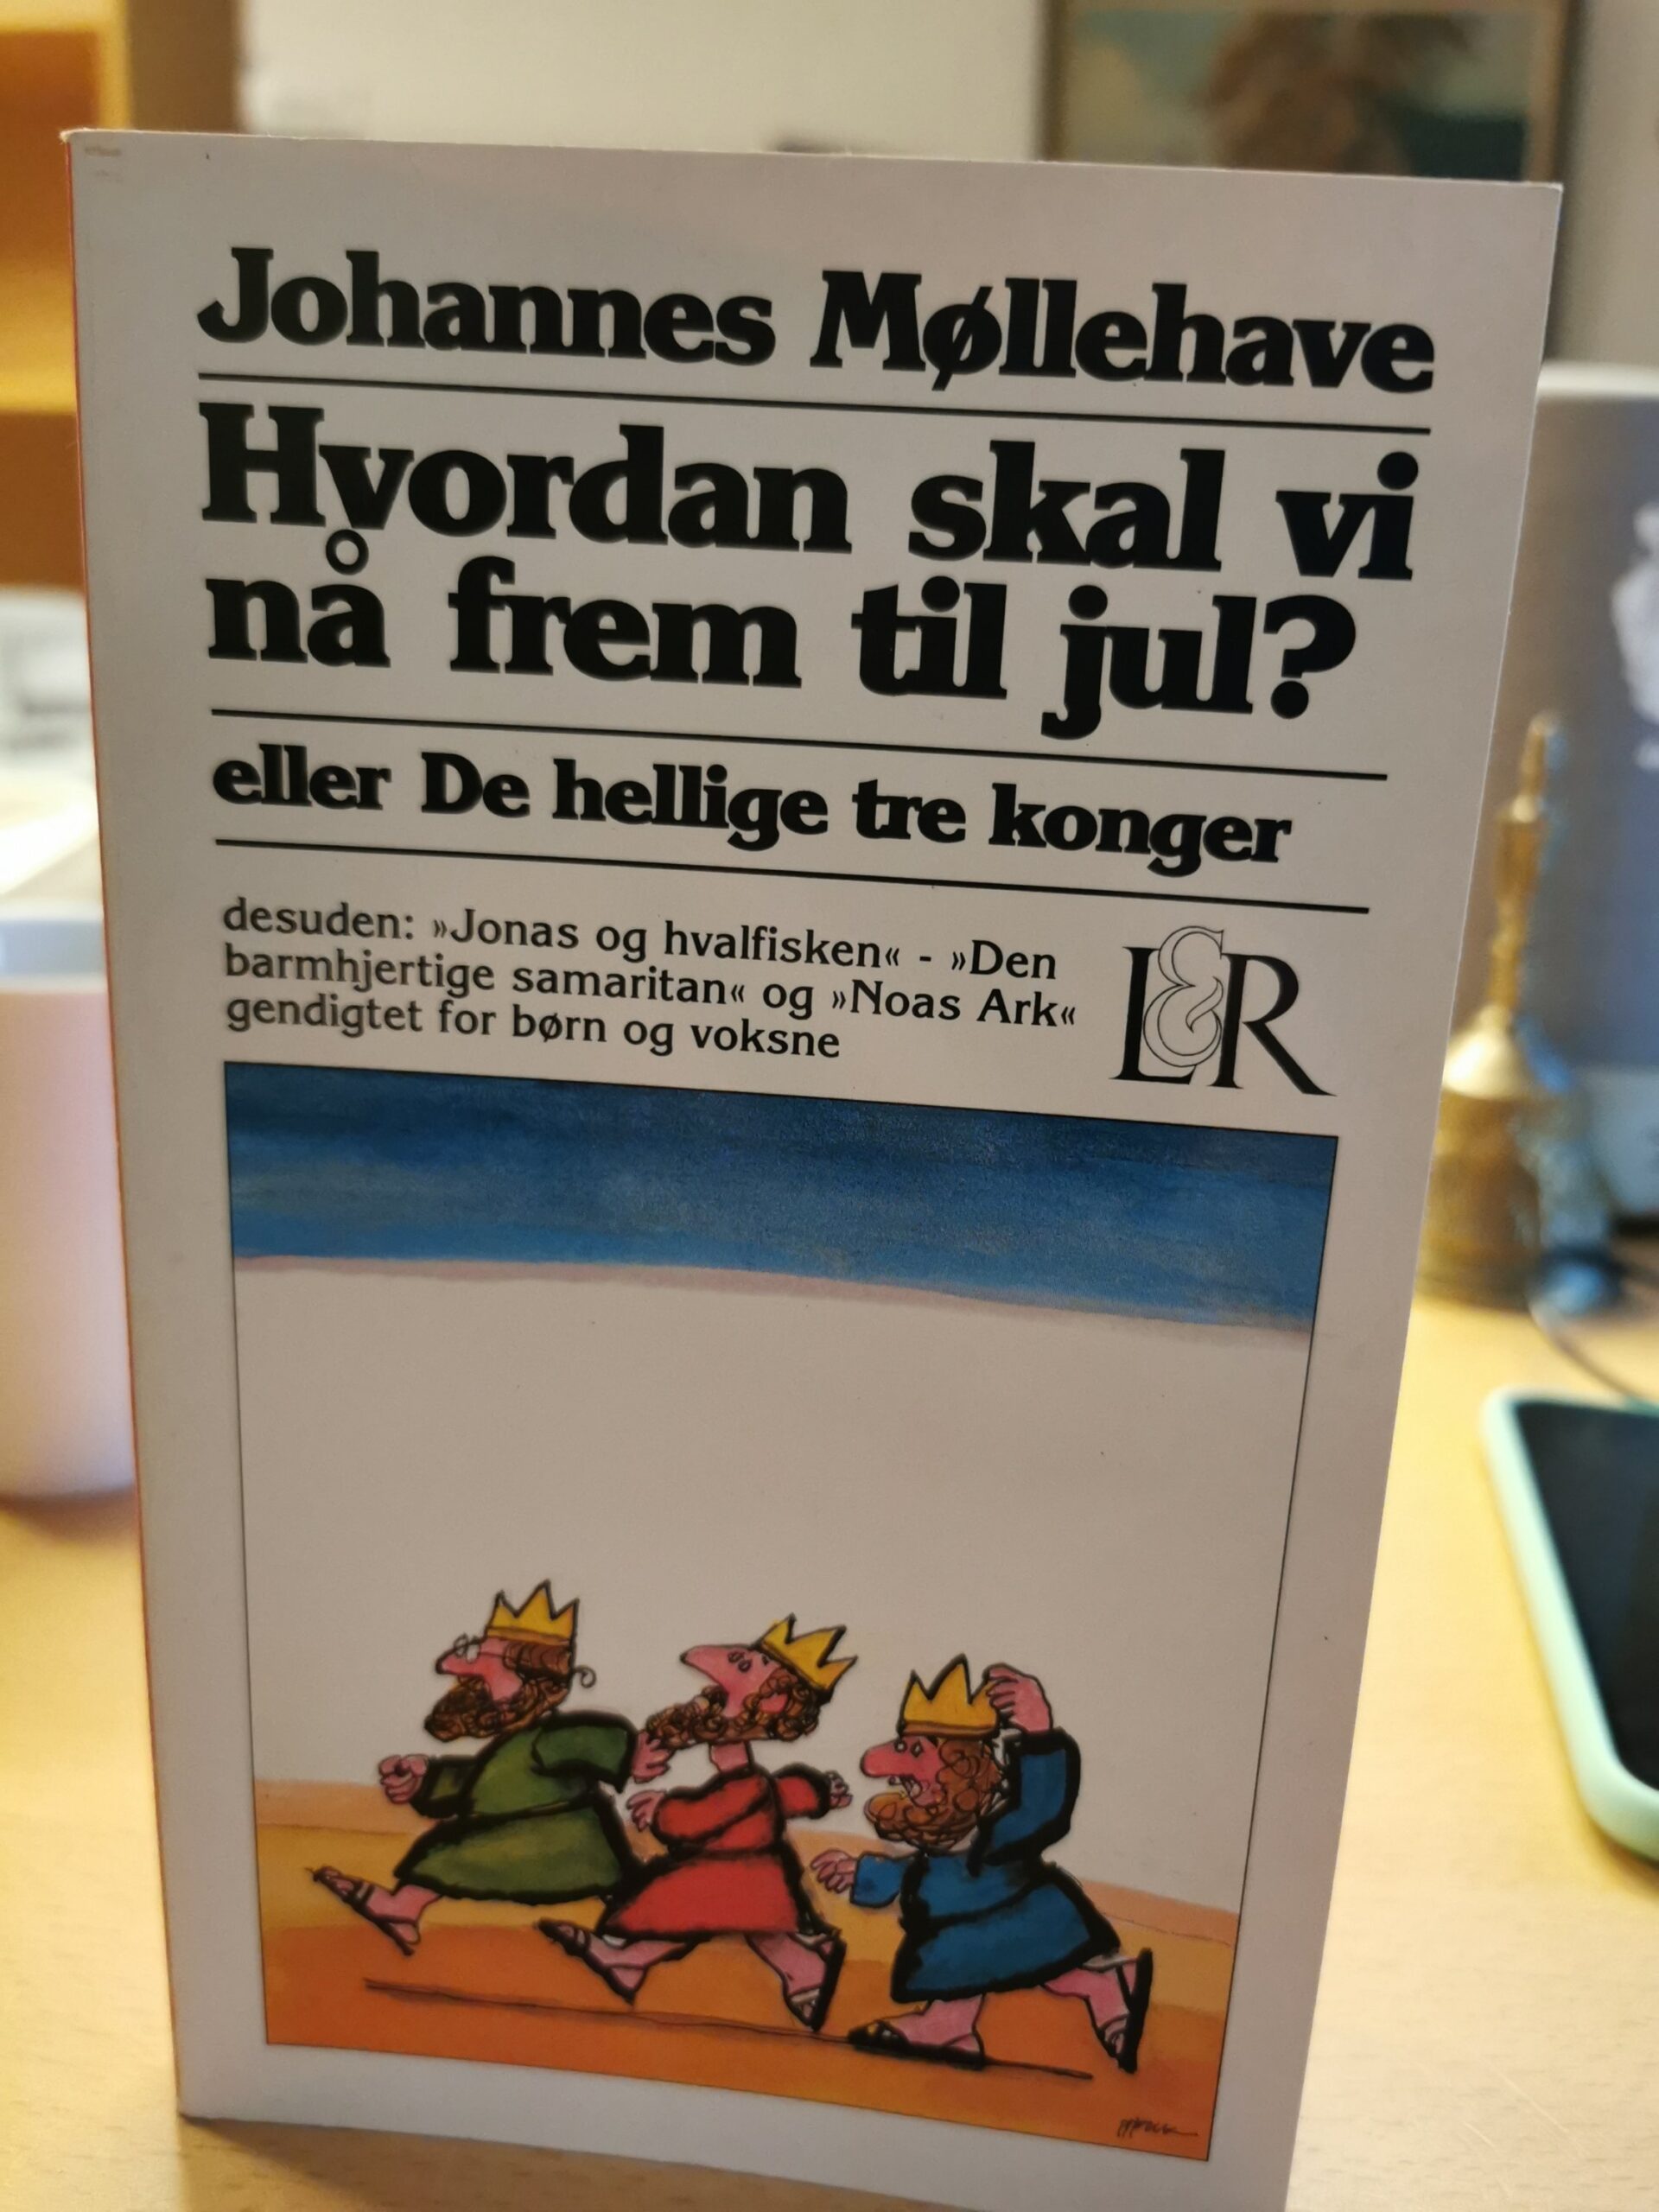 Johannes Møllehave
Hvordan skal vi
nå frem til jul?
eller De hellige tre konger
desuden: »Jonas og hvalfisken« - »Den
barmhjertige samaritan« og »Noas Ark«
gendigtet for børn og voksne
L&R